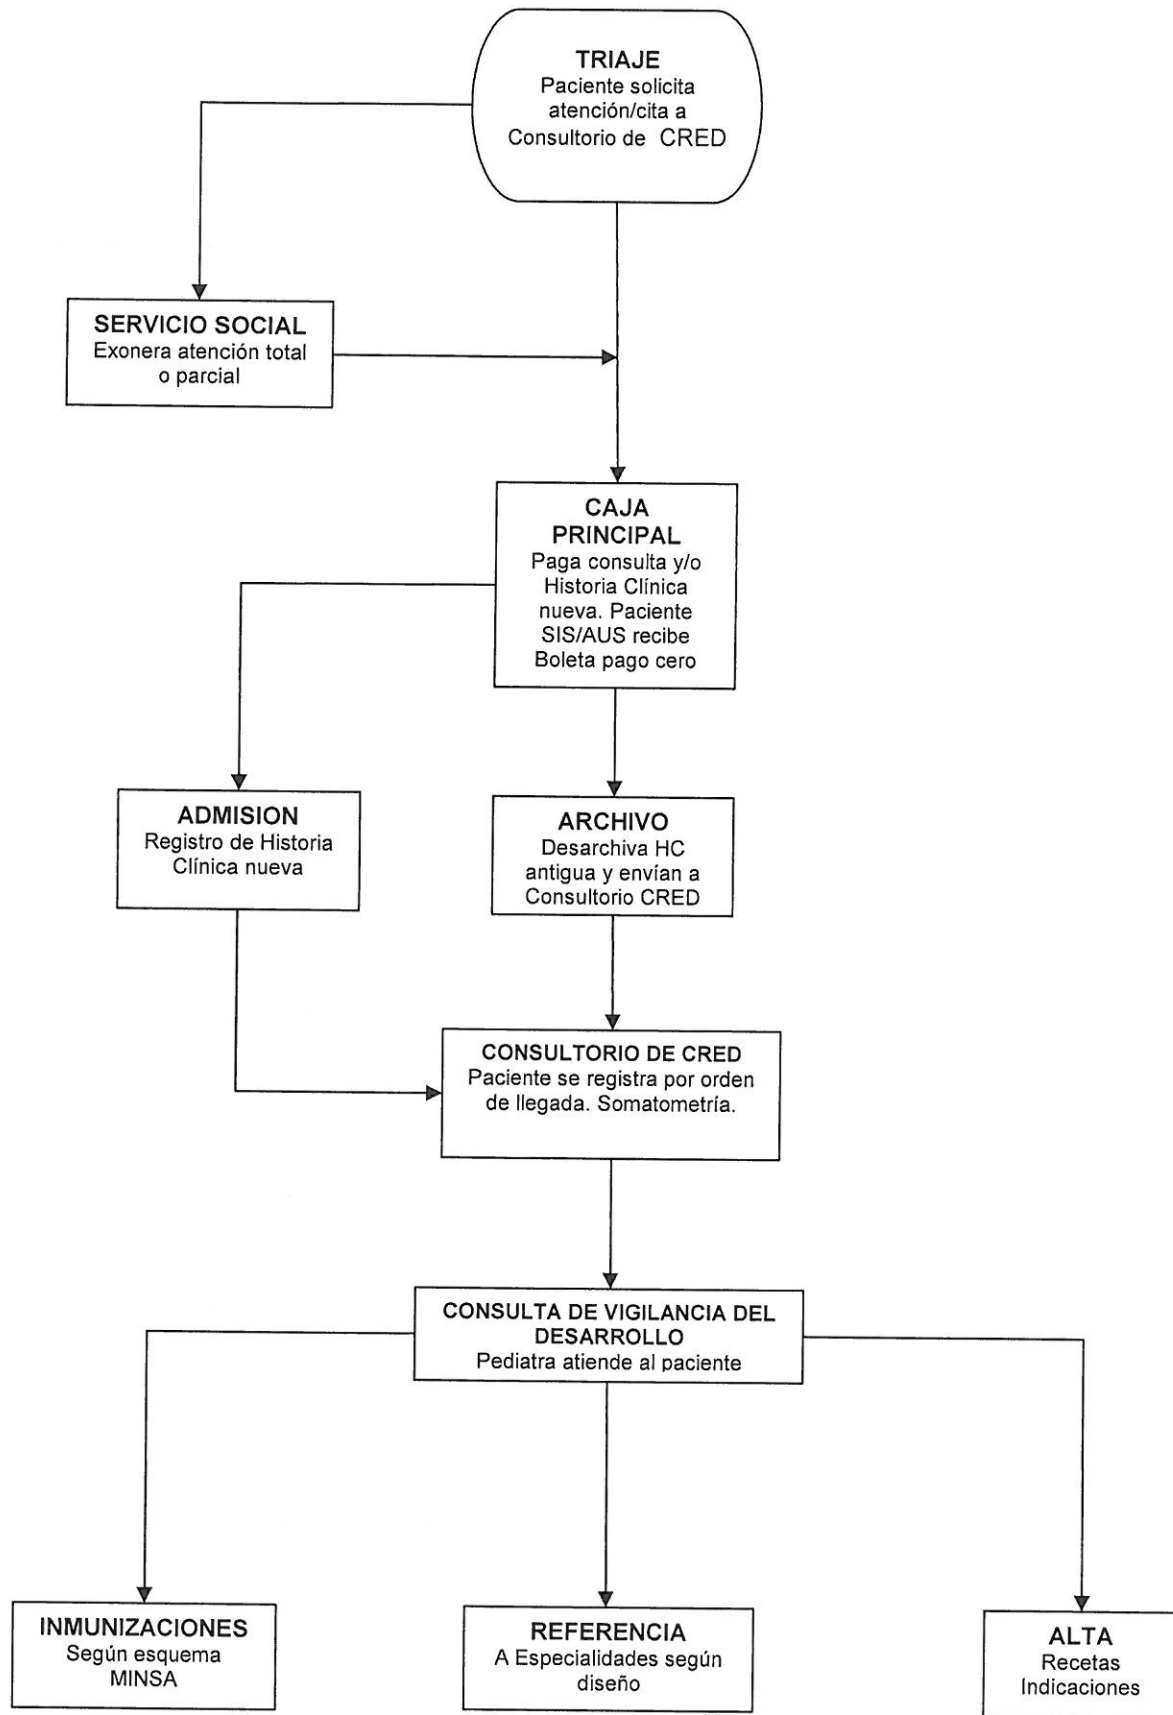 TRIAJE
Paciente solicita
atención/cita a
Consultorio de CRED
SERVICIO SOCIAL
Exonera atención total
o parcial
CAJA
PRINCIPAL
Paga consulta y/o
Historia Clínica
nueva. Paciente
SIS/AUS recibe
Boleta pago cero
ADMISION
Registro de Historia
Clínica nueva
ARCHIVO
Desarchiva HC
antigua y envían a
Consultorio CRED
CONSULTORIO DE CRED
Paciente se registra por orden
de llegada. Somatometría.
CONSULTA DE VIGILANCIA DEL
DESARROLLO
Pediatra atiende al paciente
INMUNIZACIONES
Según esquema
MINSA
REFERENCIA
A Especialidades según
diseño
ALTA
Recetas
Indicaciones